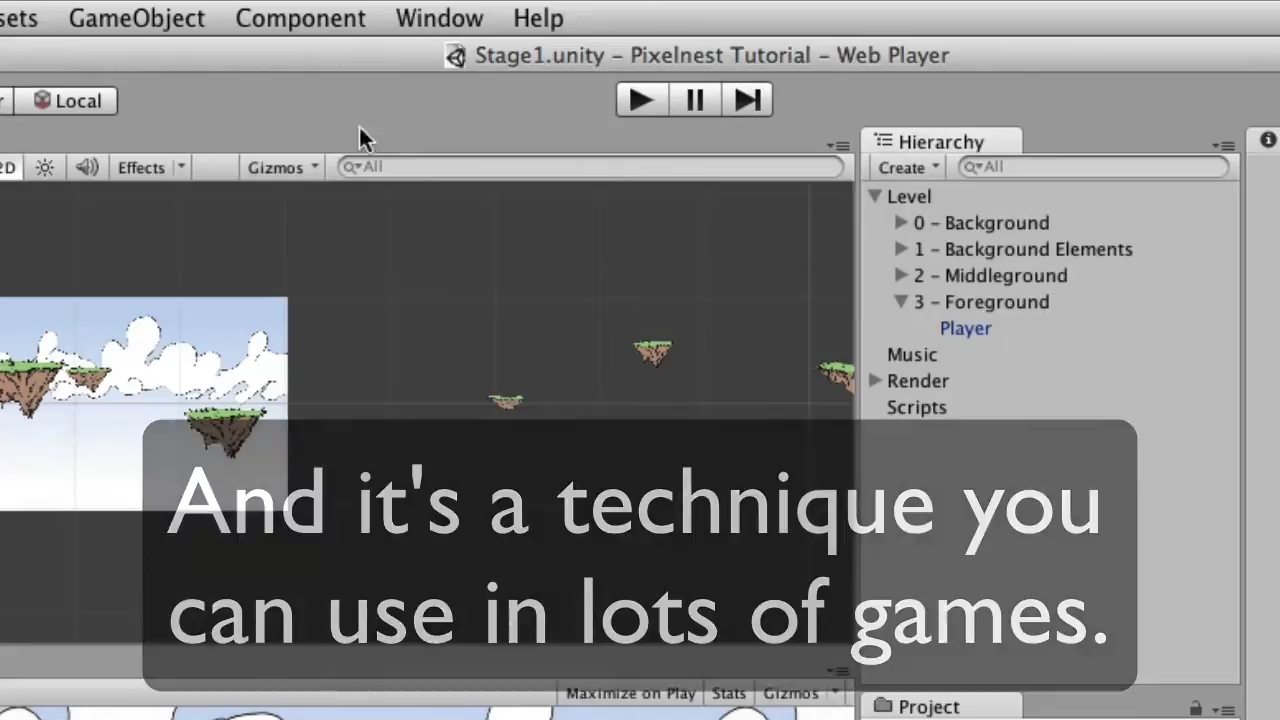 sets GameObject Component Window Help
Stage1.unity – Pixelnest Tutorial – Web Player
r Local
2D Effects Gizmos All
Hierarchy
Create All
Level
0 – Background
1 – Background Elements
2 – Middleground
3 – Foreground
Player
Music
Render
Scripts
And it's a technique you
can use in lots of games.
Maximize on Play Stats Gizmos
Project